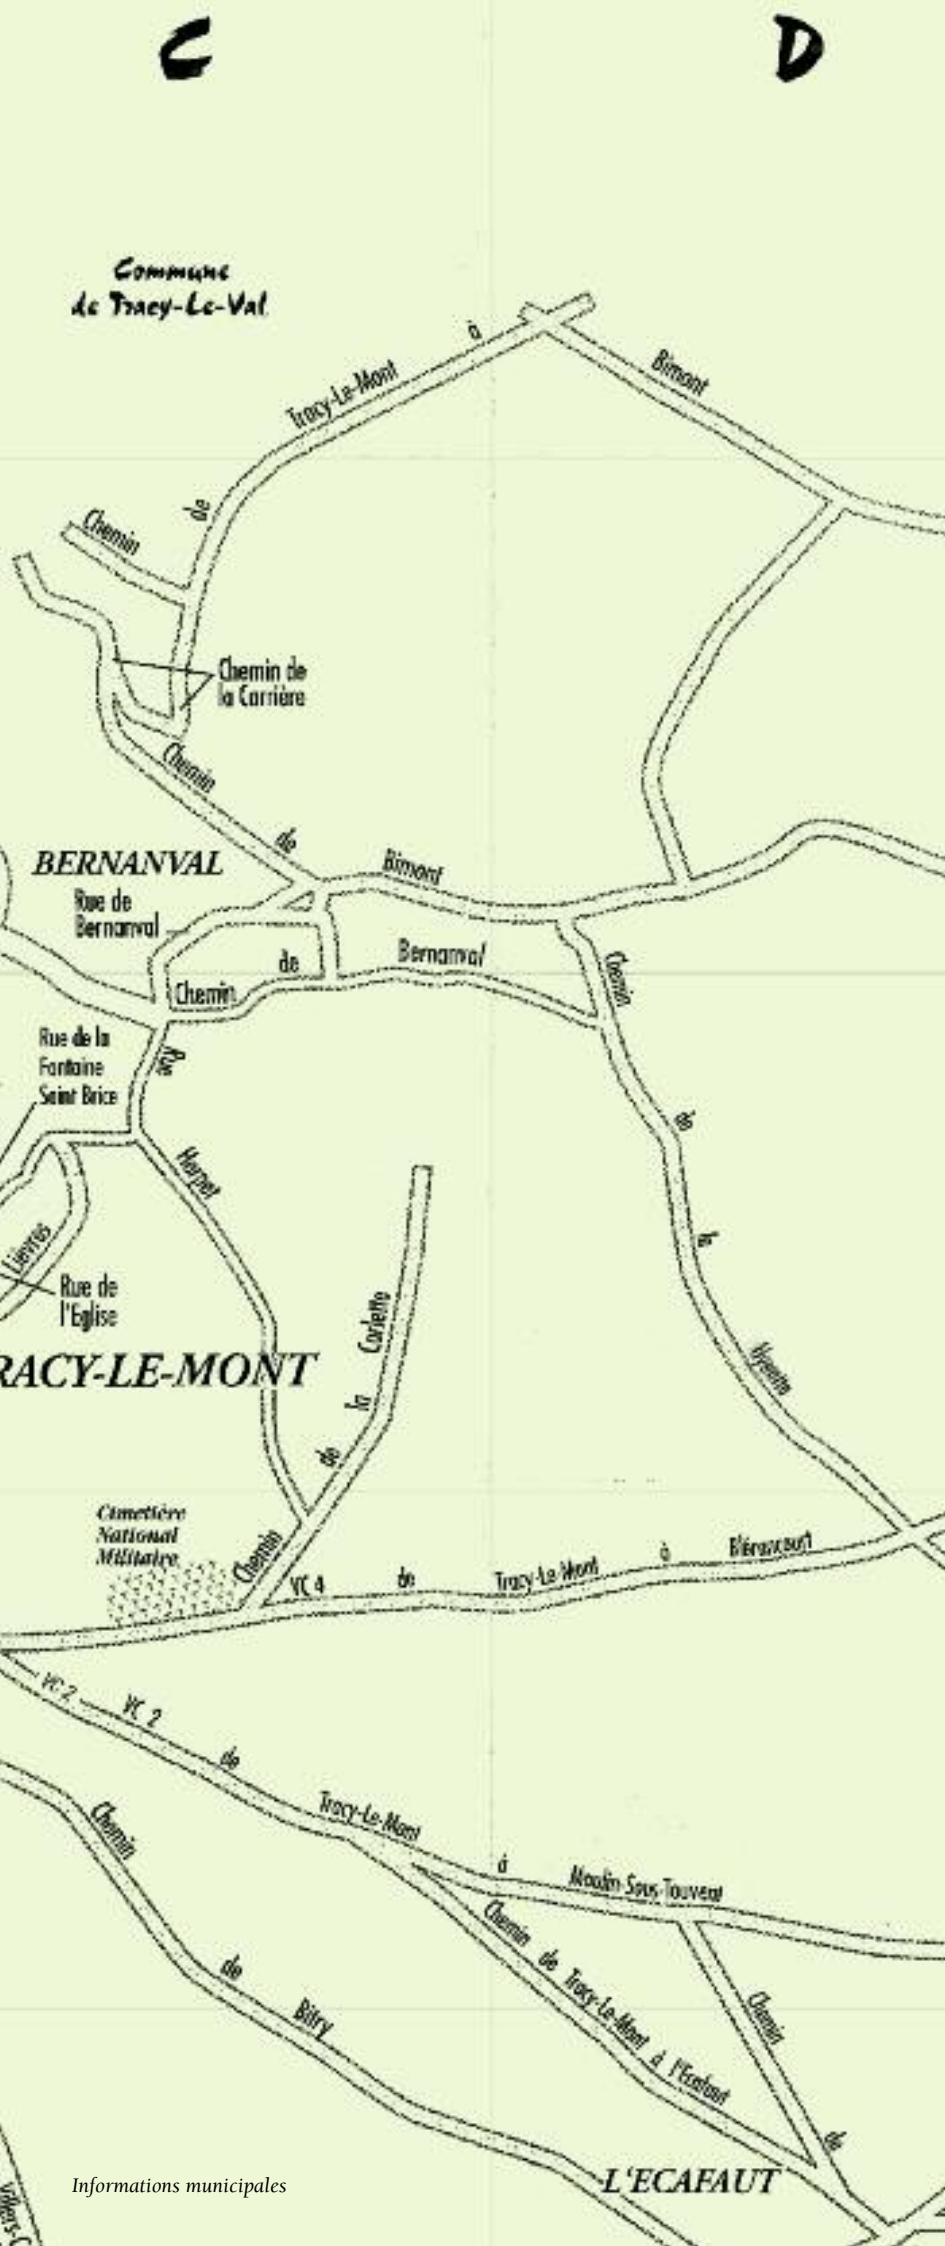 C
D
Commune
de Tracy-Le-Val
Chemin de Tracy-Le-Mont à Bimont
Chemin de
la Carrière
Chemin de Bimont
BERNANVAL
Rue de
Bernanval
Chemin de Bernanval
Chemin de la
Rue de la
Fontaine
Saint Brice
Rue
Lièvres
Rue de
l'Eglise
RACY-LE-MONT
Chemin de la
Cimetière
National
Militaire
VC 4 de Tracy-Le-Mont à Blérancourt
VC 2
VC 2 de Tracy-Le-Mont à Moulin-Sous-Touvent
Chemin de Tracy-Le-Mont à l'Ecafaut
Chemin de
Chemin de Bitry
L'ECAFAUT
Informations municipales